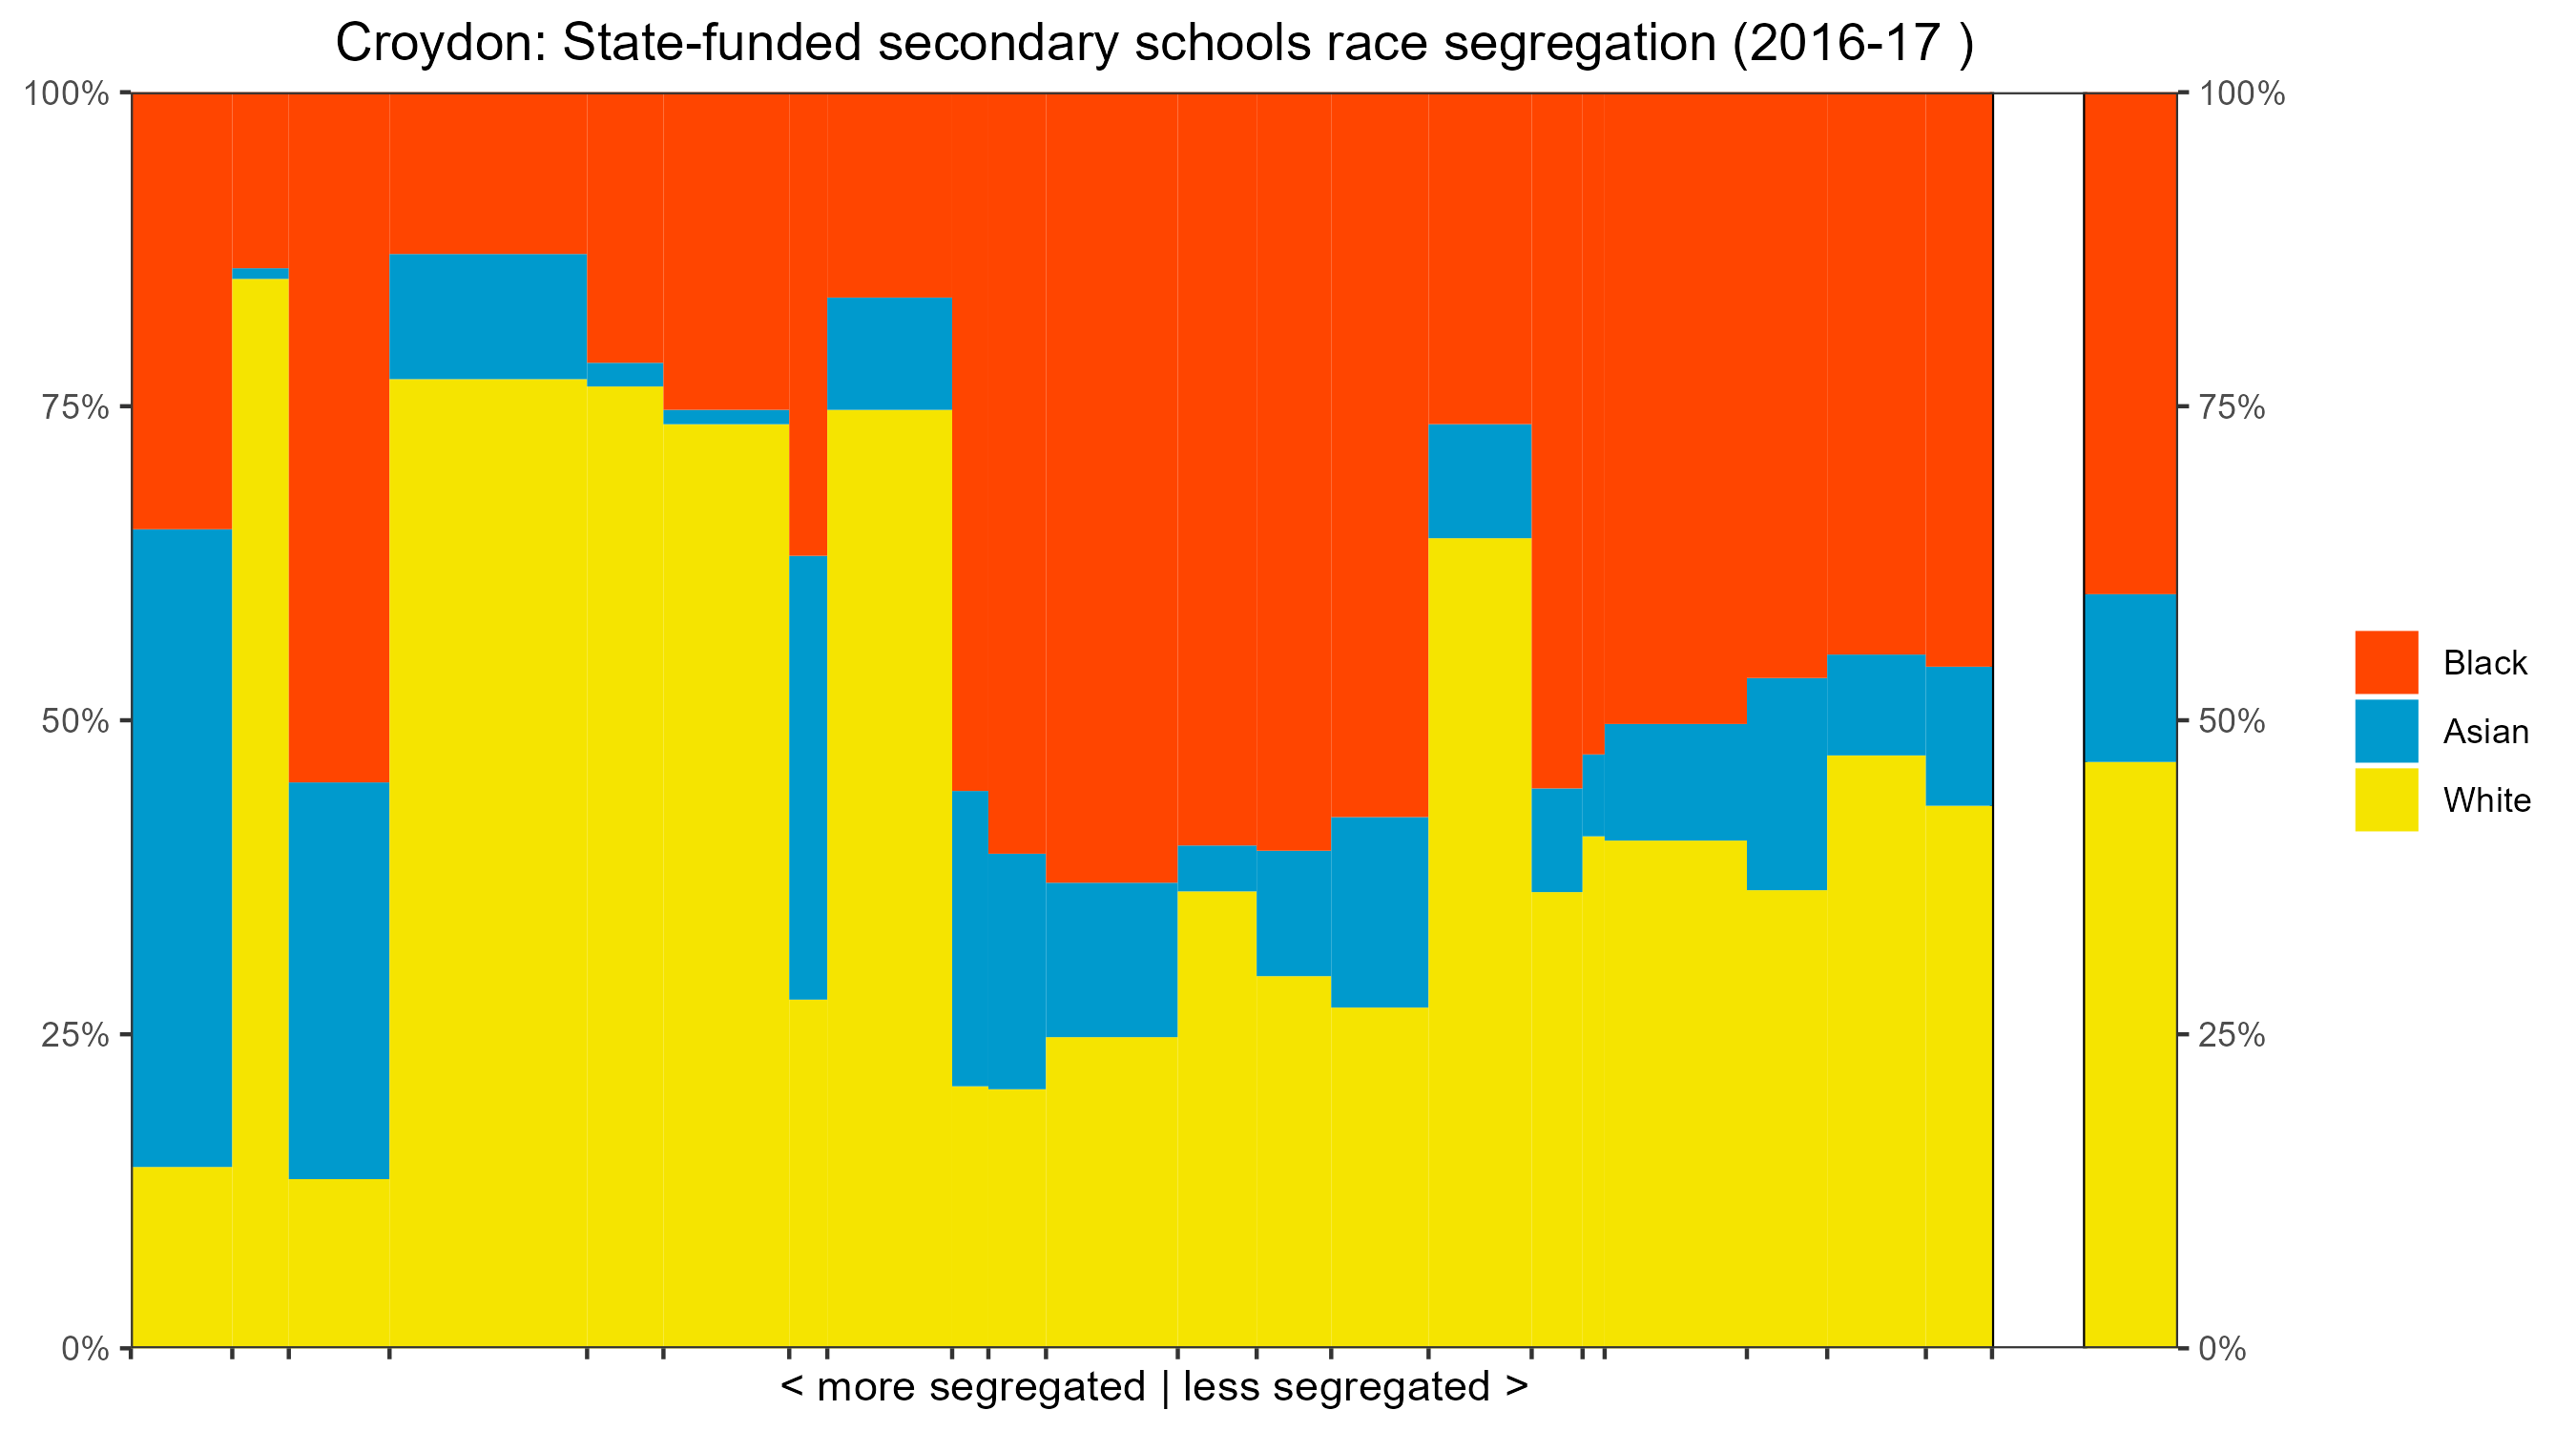 Croydon: State-funded secondary schools race segregation (2016-17 )
100%
75%
50%
25%
0%
100%
75%
50%
25%
0%
Black
Asian
White
< more segregated | less segregated >